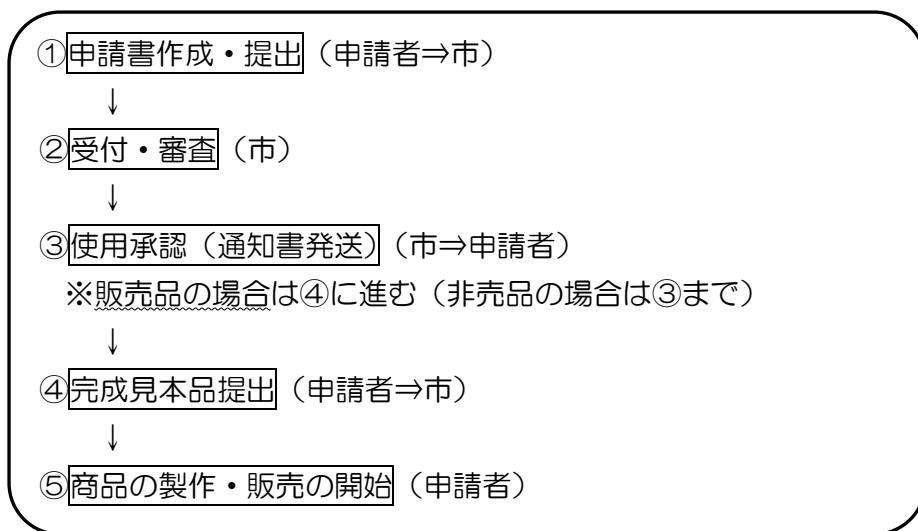 ①申請書作成・提出（申請者⇒市）
↓
②受付・審査（市）
↓
③使用承認（通知書発送）（市⇒申請者）
※販売品の場合は④に進む（非売品の場合は③まで）
↓
④完成見本品提出（申請者⇒市）
↓
⑤商品の製作・販売の開始（申請者）